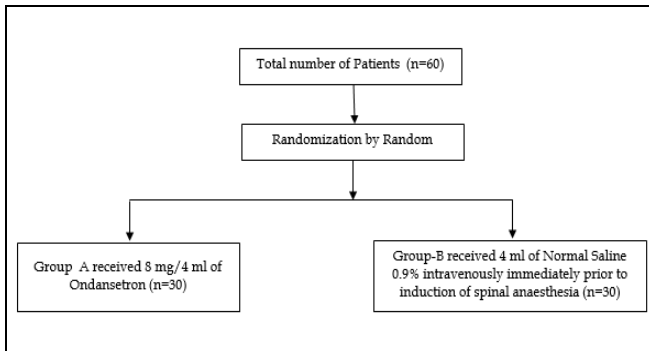 Total number of Patients (n=60)
Randomization by Random
Group A received 8 mg/4 ml of
Ondansetron (n=30)
Group-B received 4 ml of Normal Saline
0.9% intravenously immediately prior to
induction of spinal anaesthesia (n=30)